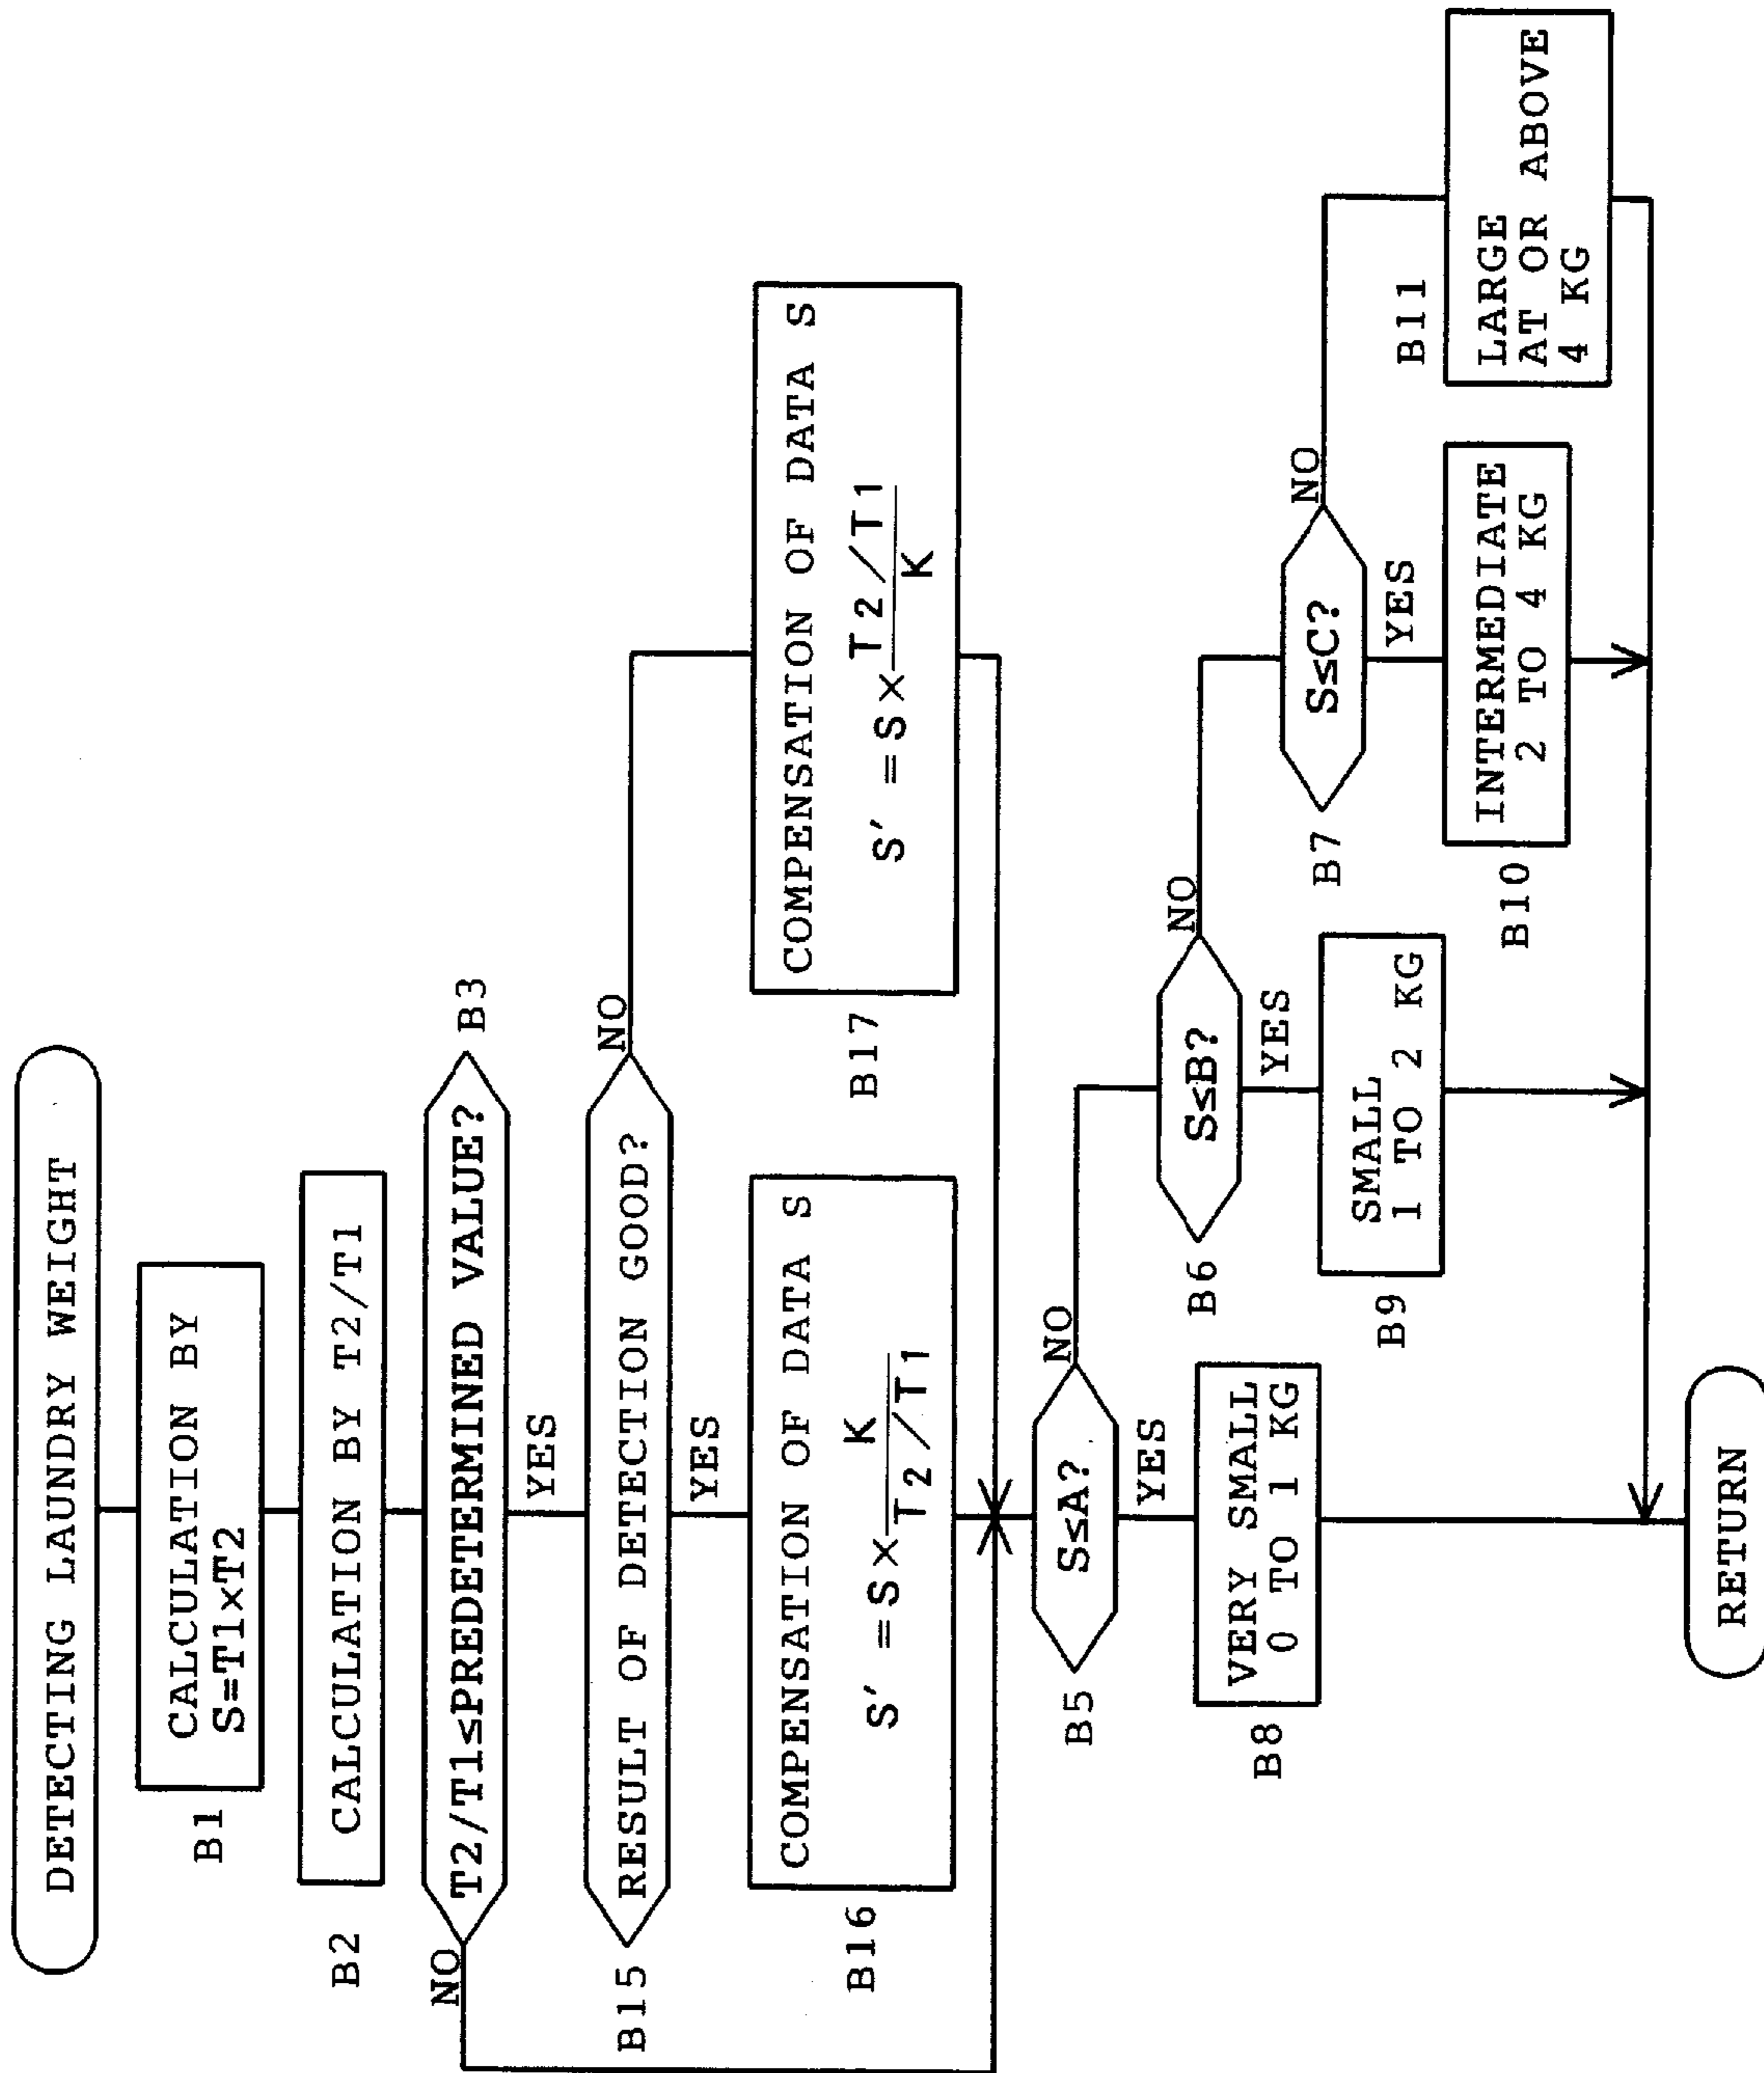 DETECTING LAUNDRY WEIGHT
B1
CALCULATION BY
S=T1×T2
B2
CALCULATION BY T2/T1
T2/T1≤PREDETERMINED VALUE?
B3
NO
YES
B15
RESULT OF DETECTION GOOD?
NO
YES
B16
COMPENSATION OF DATA S
S′=S×K/T2/T1
B17
COMPENSATION OF DATA S
S′=S×T2/T1/K
B5
S≤A?
NO
YES
B6
S≤B?
NO
YES
B7
S≤C?
NO
YES
B8
VERY SMALL
0 TO 1 KG
B9
SMALL
1 TO 2 KG
B10
INTERMEDIATE
2 TO 4 KG
B11
LARGE
AT OR ABOVE
4 KG
RETURN